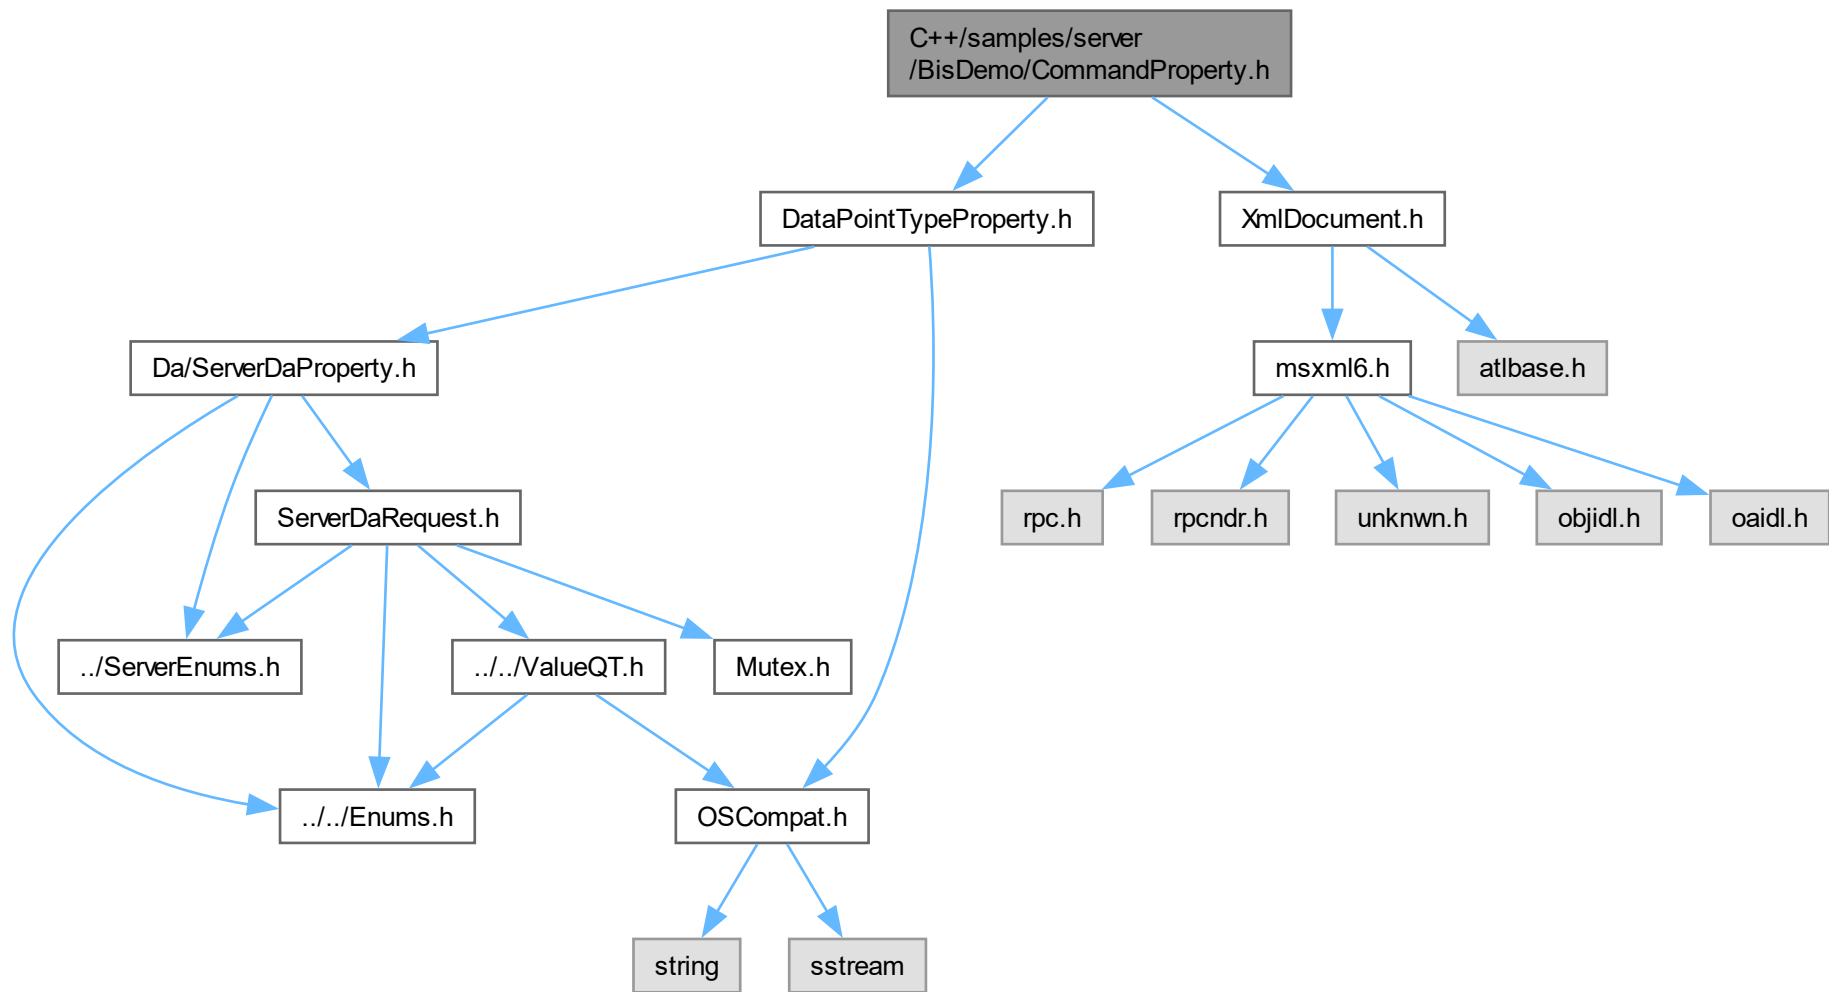 C++/samples/server
/BisDemo/CommandProperty.h
DataPointTypeProperty.h
XmlDocument.h
Da/ServerDaProperty.h
msxml6.h
atlbase.h
ServerDaRequest.h
rpc.h
rpcndr.h
unknwn.h
objidl.h
oaidl.h
../ServerEnums.h
../../ValueQT.h
Mutex.h
../../Enums.h
OSCompat.h
string
sstream